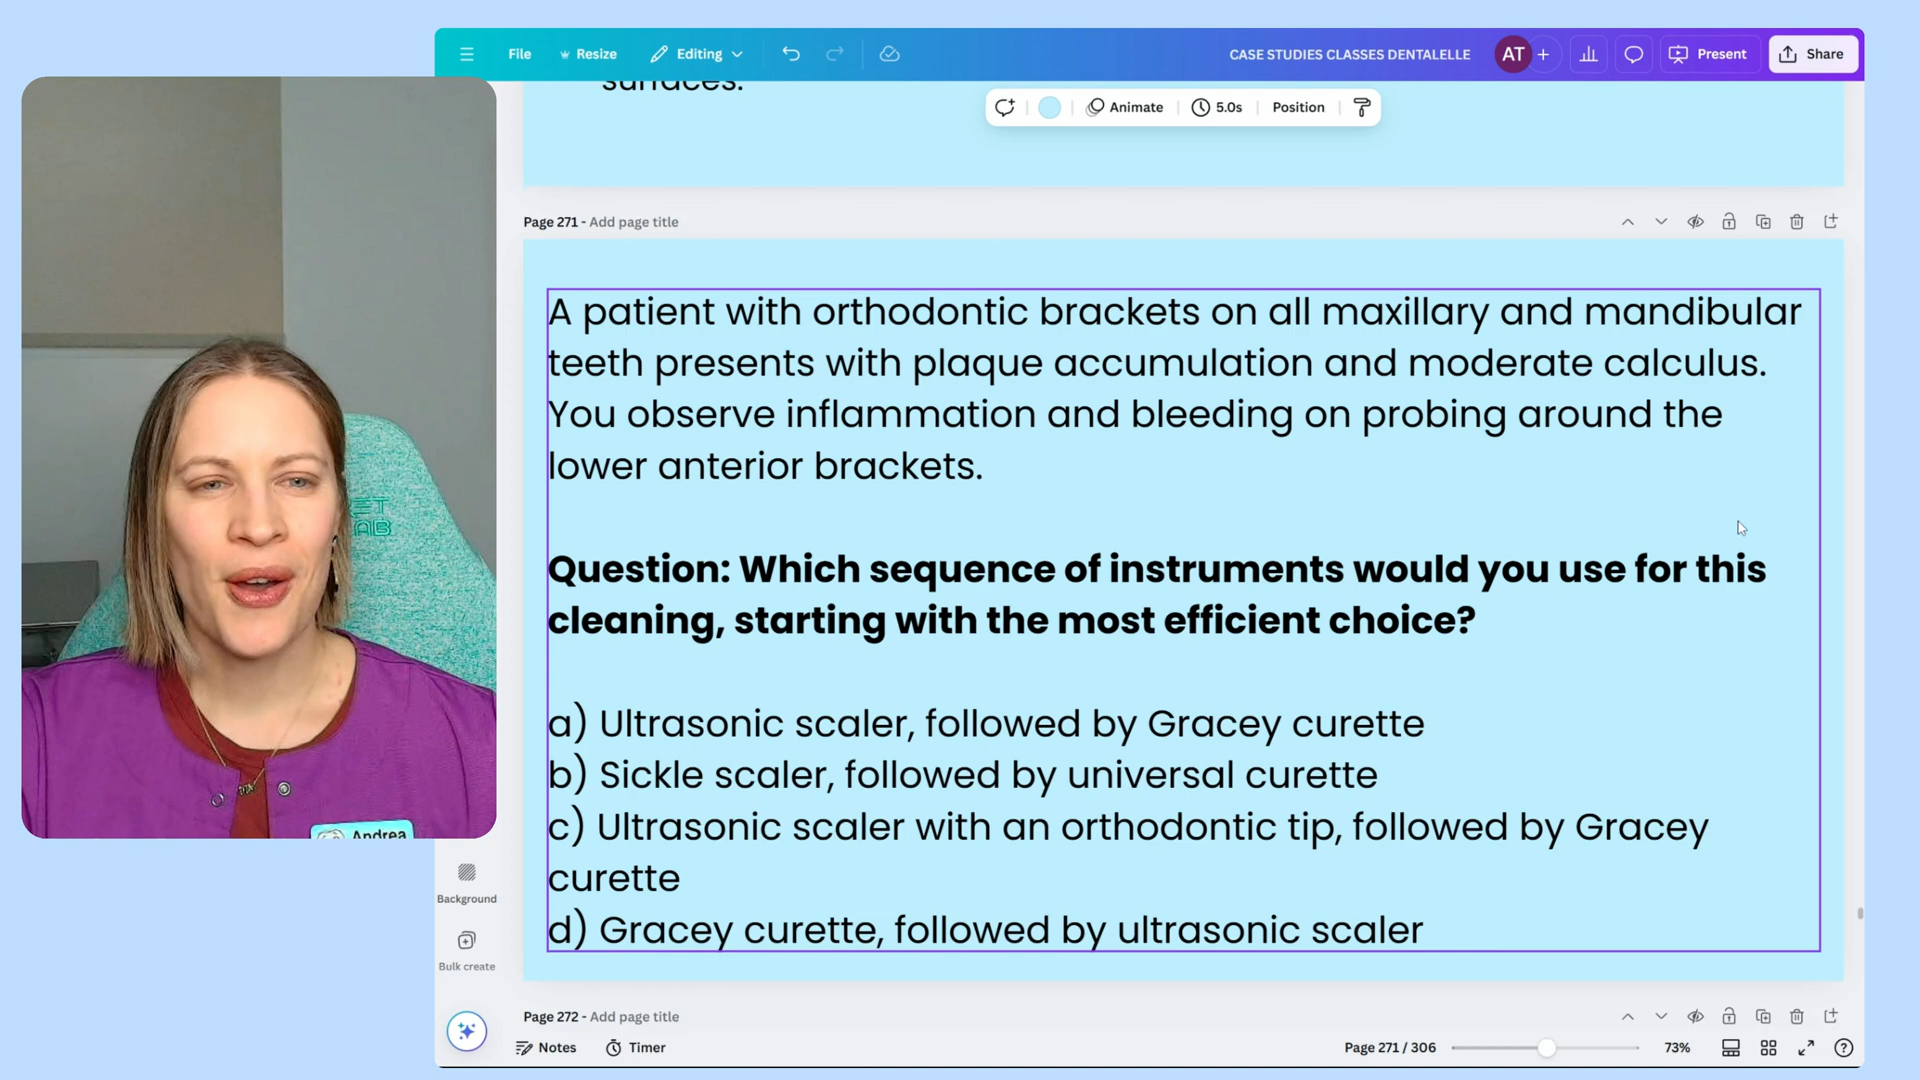 File
Resize
Editing
CASE STUDIES CLASSES DENTALELLE
AT
Present
Share
surfaces.
Animate
5.0s
Position
Page 271 - Add page title
A patient with orthodontic brackets on all maxillary and mandibular
teeth presents with plaque accumulation and moderate calculus.
You observe inflammation and bleeding on probing around the
lower anterior brackets.
Question: Which sequence of instruments would you use for this
cleaning, starting with the most efficient choice?
a) Ultrasonic scaler, followed by Gracey curette
b) Sickle scaler, followed by universal curette
c) Ultrasonic scaler with an orthodontic tip, followed by Gracey
curette
d) Gracey curette, followed by ultrasonic scaler
Andrea
Background
Bulk create
Page 272 - Add page title
Notes
Timer
Page 271 / 306
73%